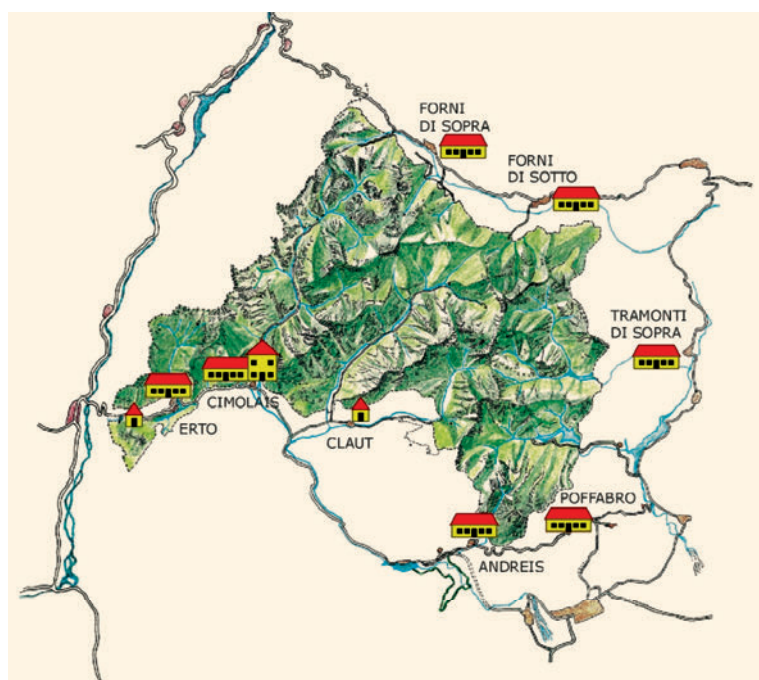 FORNI
DI SOPRA
FORNI
DI SOTTO
TRAMONTI
DI SOPRA
CIMOLAIS
ERTO
CLAUT
POFFABRO
ANDREIS